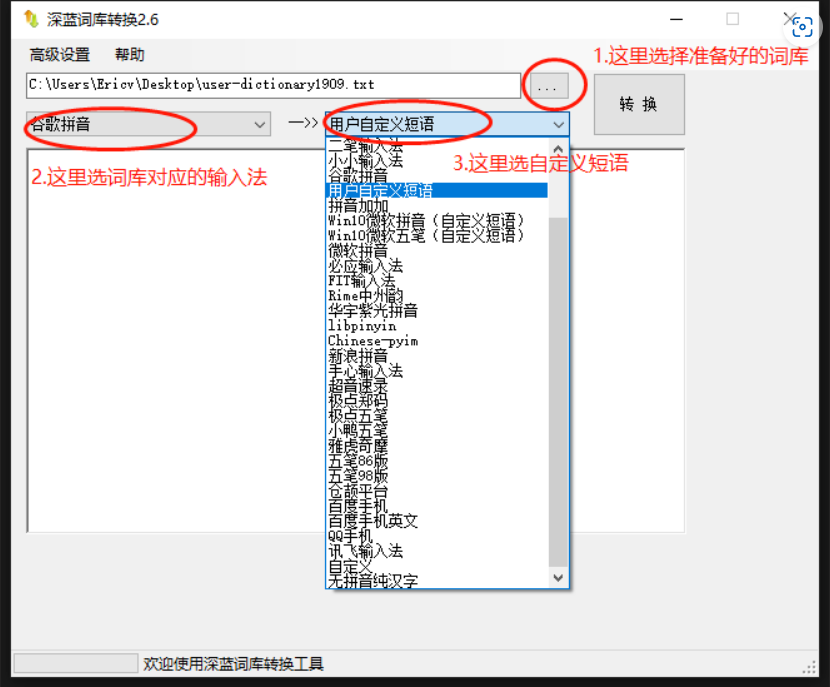 深蓝词库转换2.6
高级设置 帮助
1.这里选择准备好的词库
C:\Users\Ericv\Desktop\user-dictionary1909.txt
...
转 换
谷歌拼音
—>>
用户自定义短语
2.这里选词库对应的输入法
3.这里选自定义短语
二笔输入法
小小输入法
谷歌拼音
用户自定义短语
拼音加加
Win10微软拼音（自定义短语）
Win10微软五笔（自定义短语）
微软拼音
必应输入法
FIT输入法
Rime中州韵
华宇紫光拼音
libpinyin
Chinese-pyim
新浪拼音
手心输入法
超音速录
极点郑码
极点五笔
小鸭五笔
雅虎奇摩
五笔86版
五笔98版
仓颉平台
百度手机
百度手机英文
QQ手机
讯飞输入法
自定义
无拼音纯汉字
欢迎使用深蓝词库转换工具